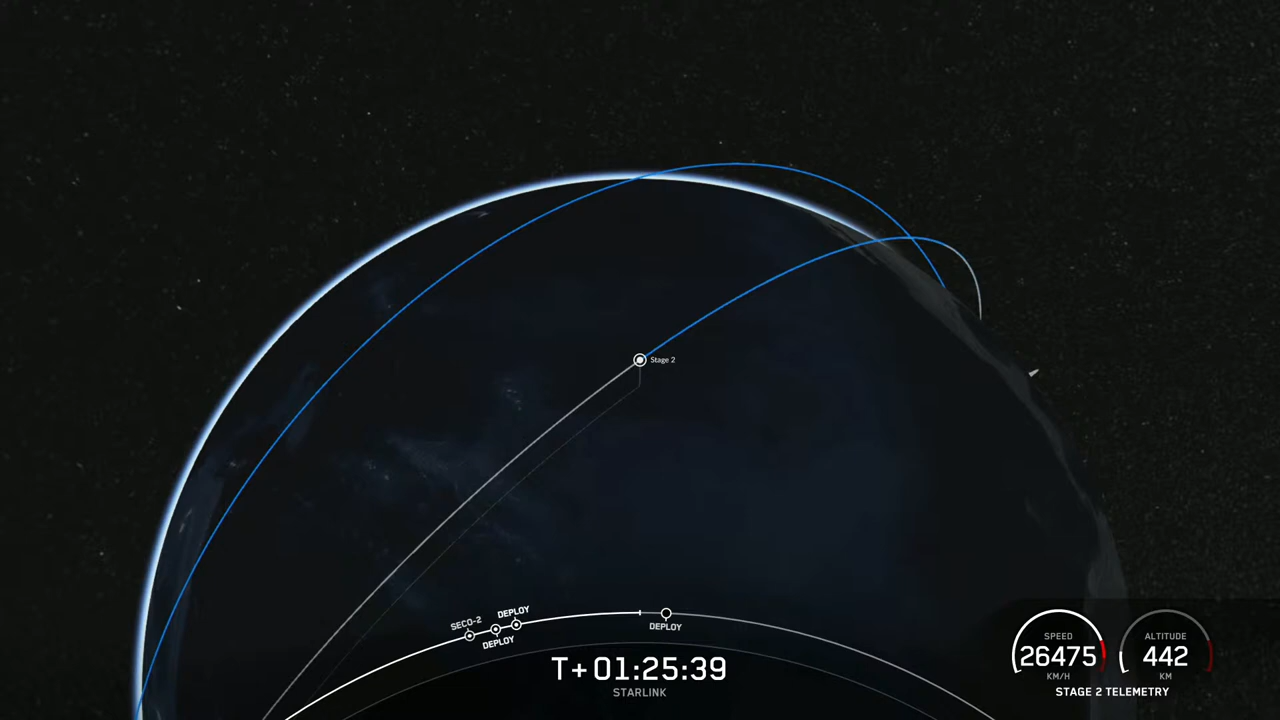 Stage 2
SECO-2
DEPLOY
DEPLOY
DEPLOY
T+01:25:39
STARLINK
SPEED
26475
KM/H
ALTITUDE
442
KM
STAGE 2 TELEMETRY